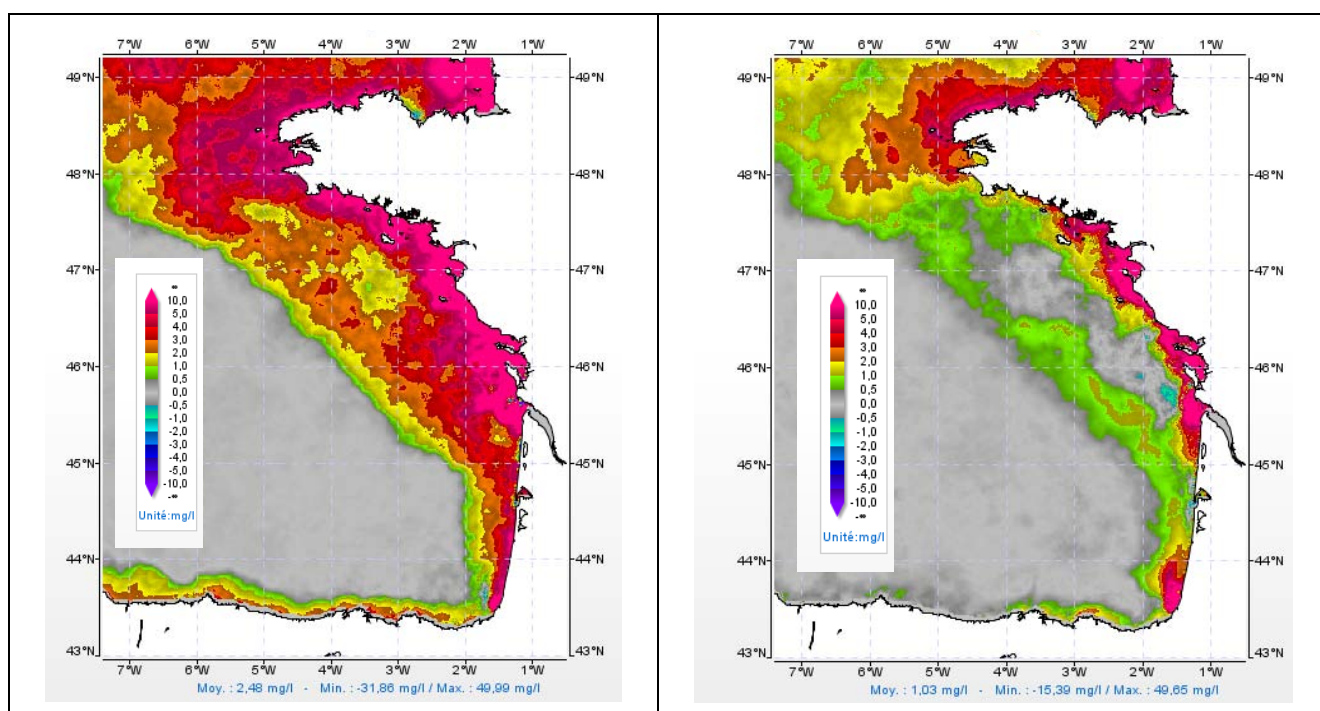 7°W 6°W 5°W 4°W 3°W 2°W 1°W
49°N 49°N
48°N 48°N
47°N 47°N
46°N 46°N
45°N 45°N
44°N 44°N
43°N 43°N
∞
10,0
5,0
4,0
3,0
2,0
1,0
0,5
0,0
-0,5
-1,0
-2,0
-3,0
-4,0
-5,0
-10,0
-∞
Unité:mg/l
7°W 6°W 5°W 4°W 3°W 2°W 1°W
Moy. : 2,48 mg/l - Min. : -31,86 mg/l / Max. : 49,99 mg/l
7°W 6°W 5°W 4°W 3°W 2°W 1°W
49°N 49°N
48°N 48°N
47°N 47°N
46°N 46°N
45°N 45°N
44°N 44°N
43°N 43°N
∞
10,0
5,0
4,0
3,0
2,0
1,0
0,5
0,0
-0,5
-1,0
-2,0
-3,0
-4,0
-5,0
-10,0
-∞
Unité:mg/l
7°W 6°W 5°W 4°W 3°W 2°W 1°W
Moy. : 1,03 mg/l - Min. : -15,39 mg/l / Max. : 49,65 mg/l